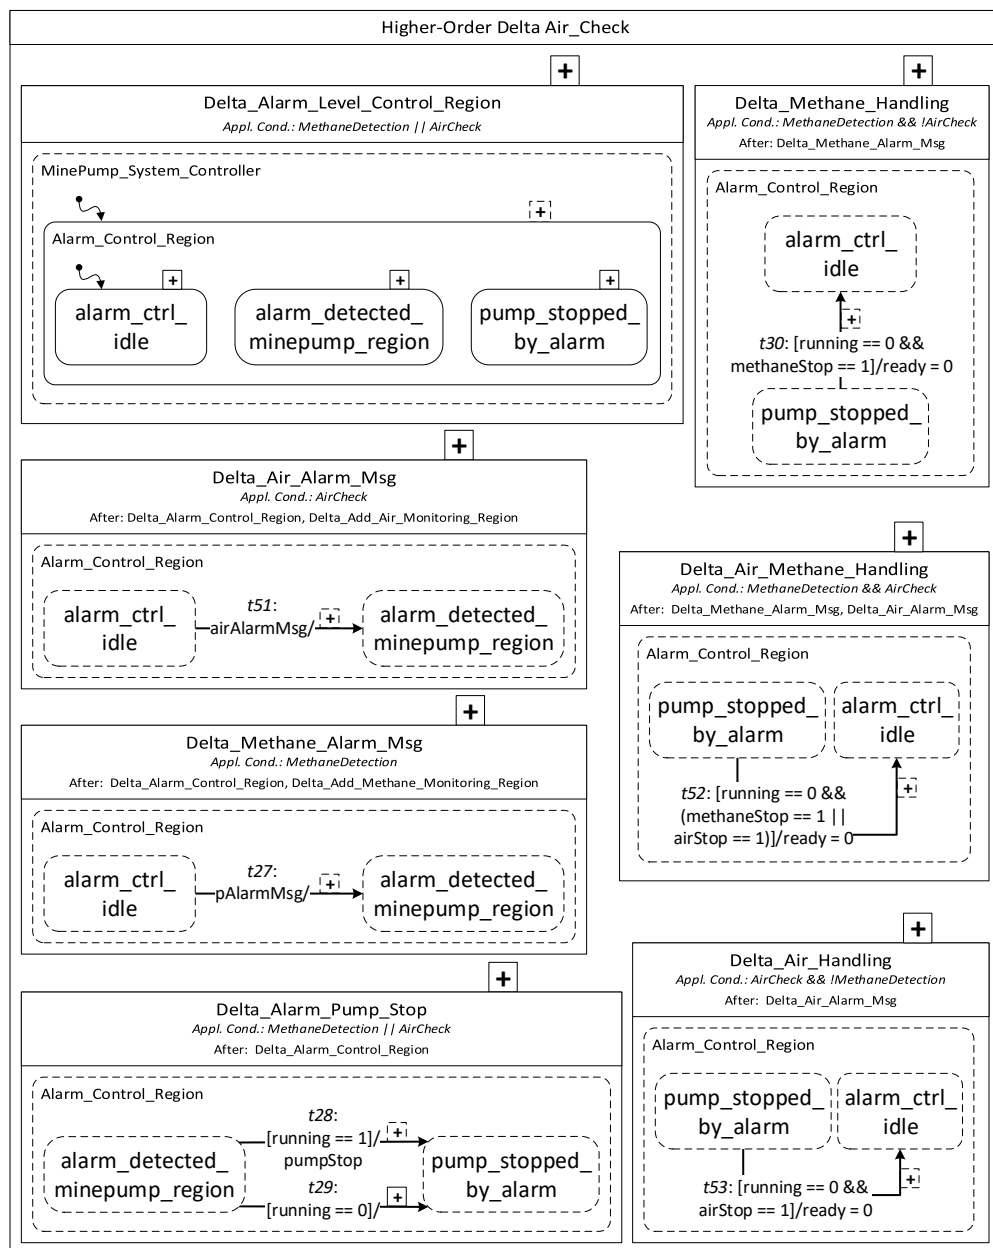 Higher-Order Delta Air_Check
+
Delta_Alarm_Level_Control_Region
Appl. Cond.: MethaneDetection || AirCheck
MinePump_System_Controller
+
Alarm_Control_Region
+
+
+
alarm_ctrl_
idle
alarm_detected_
minepump_region
pump_stopped_
by_alarm
+
Delta_Methane_Handling
Appl. Cond.: MethaneDetection && !AirCheck
After: Delta_Methane_Alarm_Msg
Alarm_Control_Region
alarm_ctrl_
idle
+
t30: [running == 0 &&
methaneStop == 1]/ready = 0
pump_stopped_
by_alarm
+
Delta_Air_Alarm_Msg
Appl. Cond.: AirCheck
After: Delta_Alarm_Control_Region, Delta_Add_Air_Monitoring_Region
Alarm_Control_Region
alarm_ctrl_
idle
t51:
airAlarmMsg/
+
alarm_detected_
minepump_region
+
Delta_Air_Methane_Handling
Appl. Cond.: MethaneDetection && AirCheck
After: Delta_Methane_Alarm_Msg, Delta_Air_Alarm_Msg
Alarm_Control_Region
pump_stopped_
by_alarm
alarm_ctrl_
idle
+
t52: [running == 0 &&
(methaneStop == 1 ||
airStop == 1)]/ready = 0
+
Delta_Methane_Alarm_Msg
Appl. Cond.: MethaneDetection
After: Delta_Alarm_Control_Region, Delta_Add_Methane_Monitoring_Region
Alarm_Control_Region
alarm_ctrl_
idle
t27:
pAlarmMsg/
+
alarm_detected_
minepump_region
+
Delta_Alarm_Pump_Stop
Appl. Cond.: MethaneDetection || AirCheck
After: Delta_Alarm_Control_Region
Alarm_Control_Region
alarm_detected_
minepump_region
t28:
[running == 1]/
pumpStop
+
t29:
[running == 0]/
+
pump_stopped_
by_alarm
+
Delta_Air_Handling
Appl. Cond.: AirCheck && !MethaneDetection
After: Delta_Air_Alarm_Msg
Alarm_Control_Region
pump_stopped_
by_alarm
alarm_ctrl_
idle
+
t53: [running == 0 &&
airStop == 1]/ready = 0